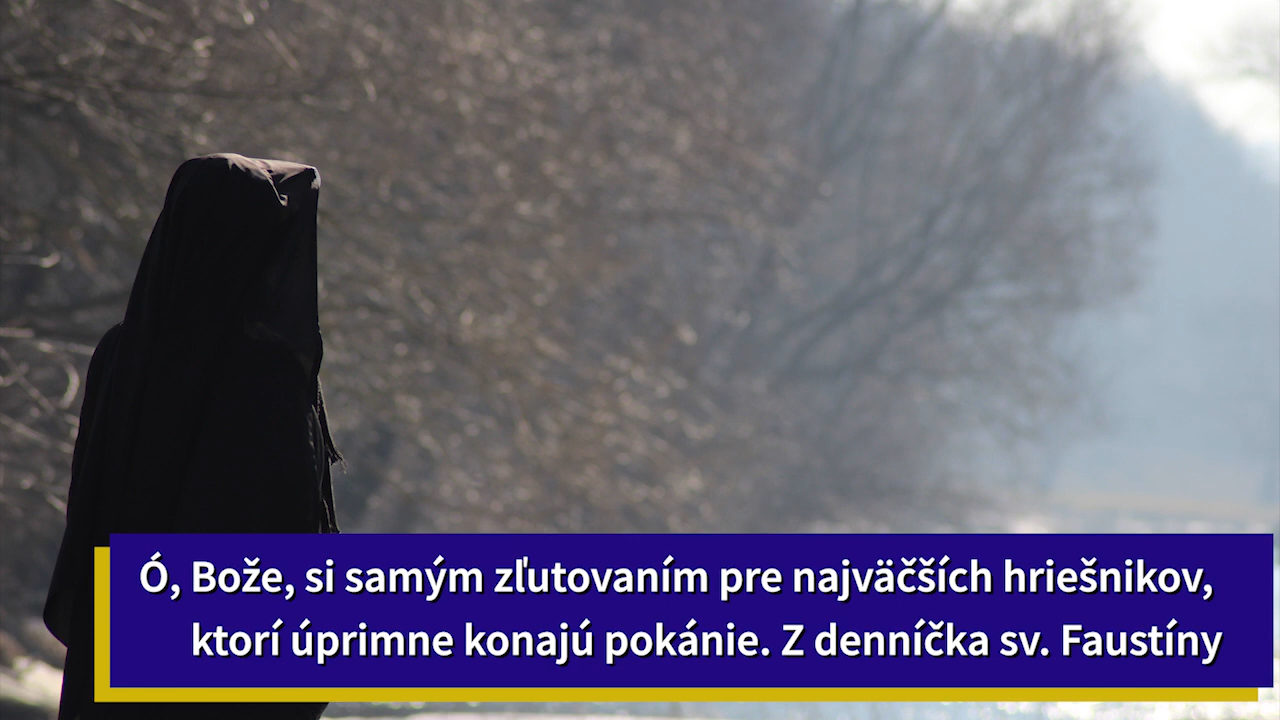 Ó, Bože, si samým zľutovaním pre najväčších hriešnikov,
ktorí úprimne konajú pokánie. Z denníčka sv. Faustíny